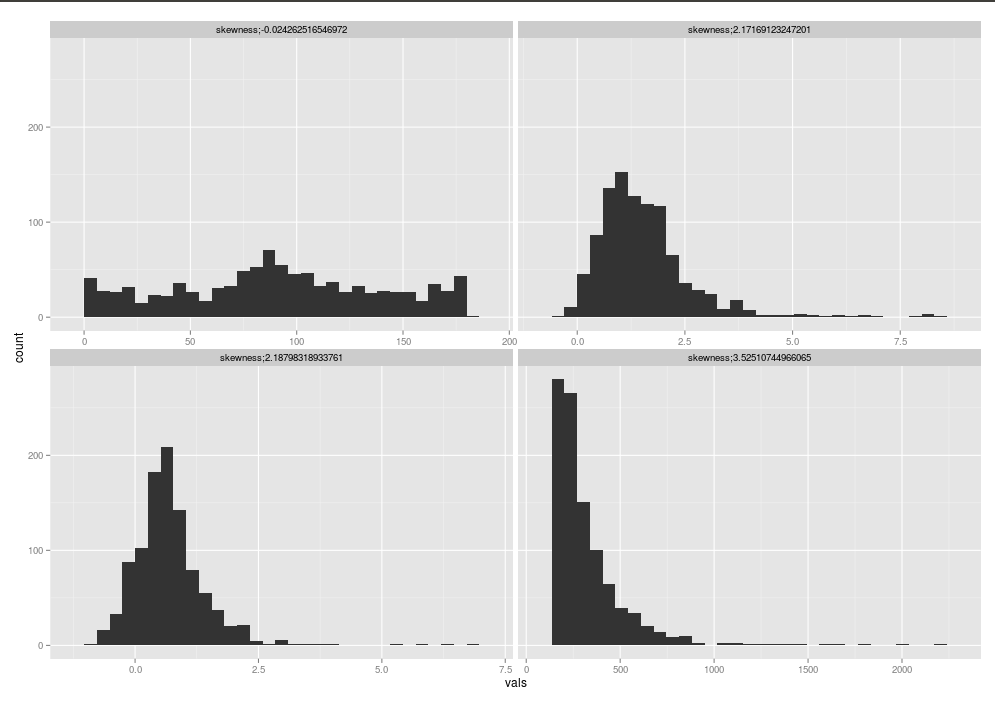 skewness;-0.024262516546972
skewness;2.17169123247201
200
100
0
0 50 100 150 200
0.0 2.5 5.0 7.5
count
skewness;2.18798318933761
skewness;3.52510744966065
200
100
0
0.0 2.5 5.0 7.5
0 500 1000 1500 2000
vals